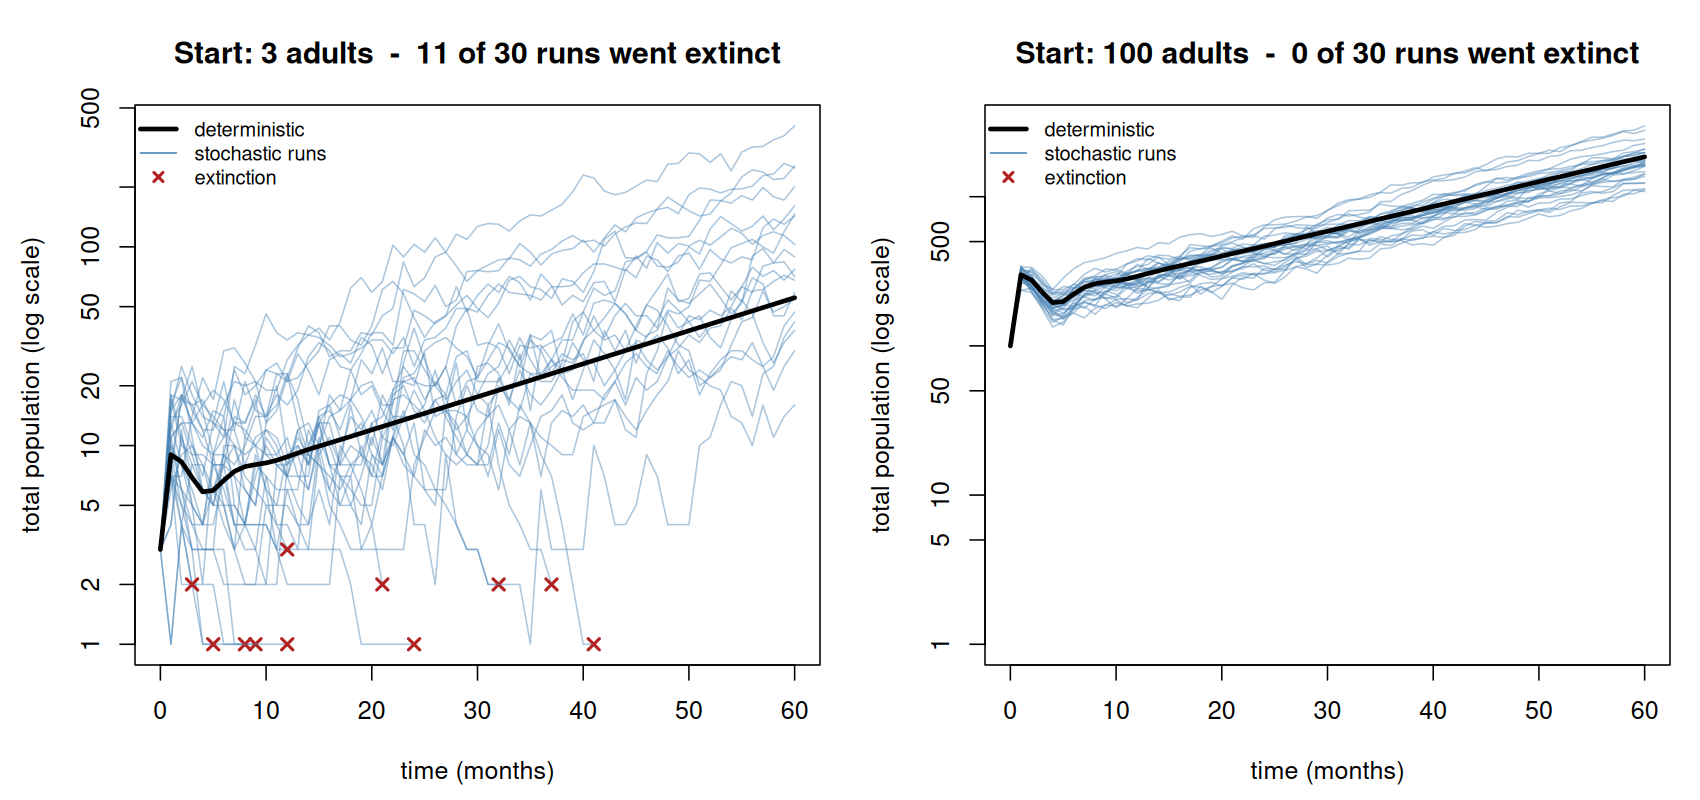 Start: 3 adults - 11 of 30 runs went extinct
deterministic
stochastic runs
extinction
total population (log scale)
500
100
50
20
10
5
2
1
0 10 20 30 40 50 60
time (months)
Start: 100 adults - 0 of 30 runs went extinct
deterministic
stochastic runs
extinction
total population (log scale)
500
50
10
5
1
0 10 20 30 40 50 60
time (months)